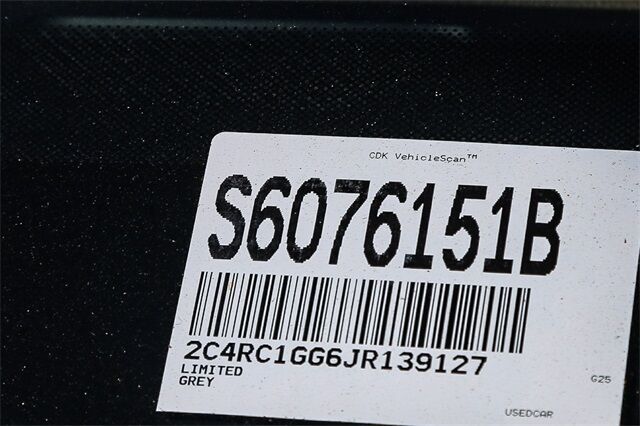 CDK VehicleScan™
S6076151B
2C4RC1GG6JR139127
LIMITED
GREY
G25
USEDCAR